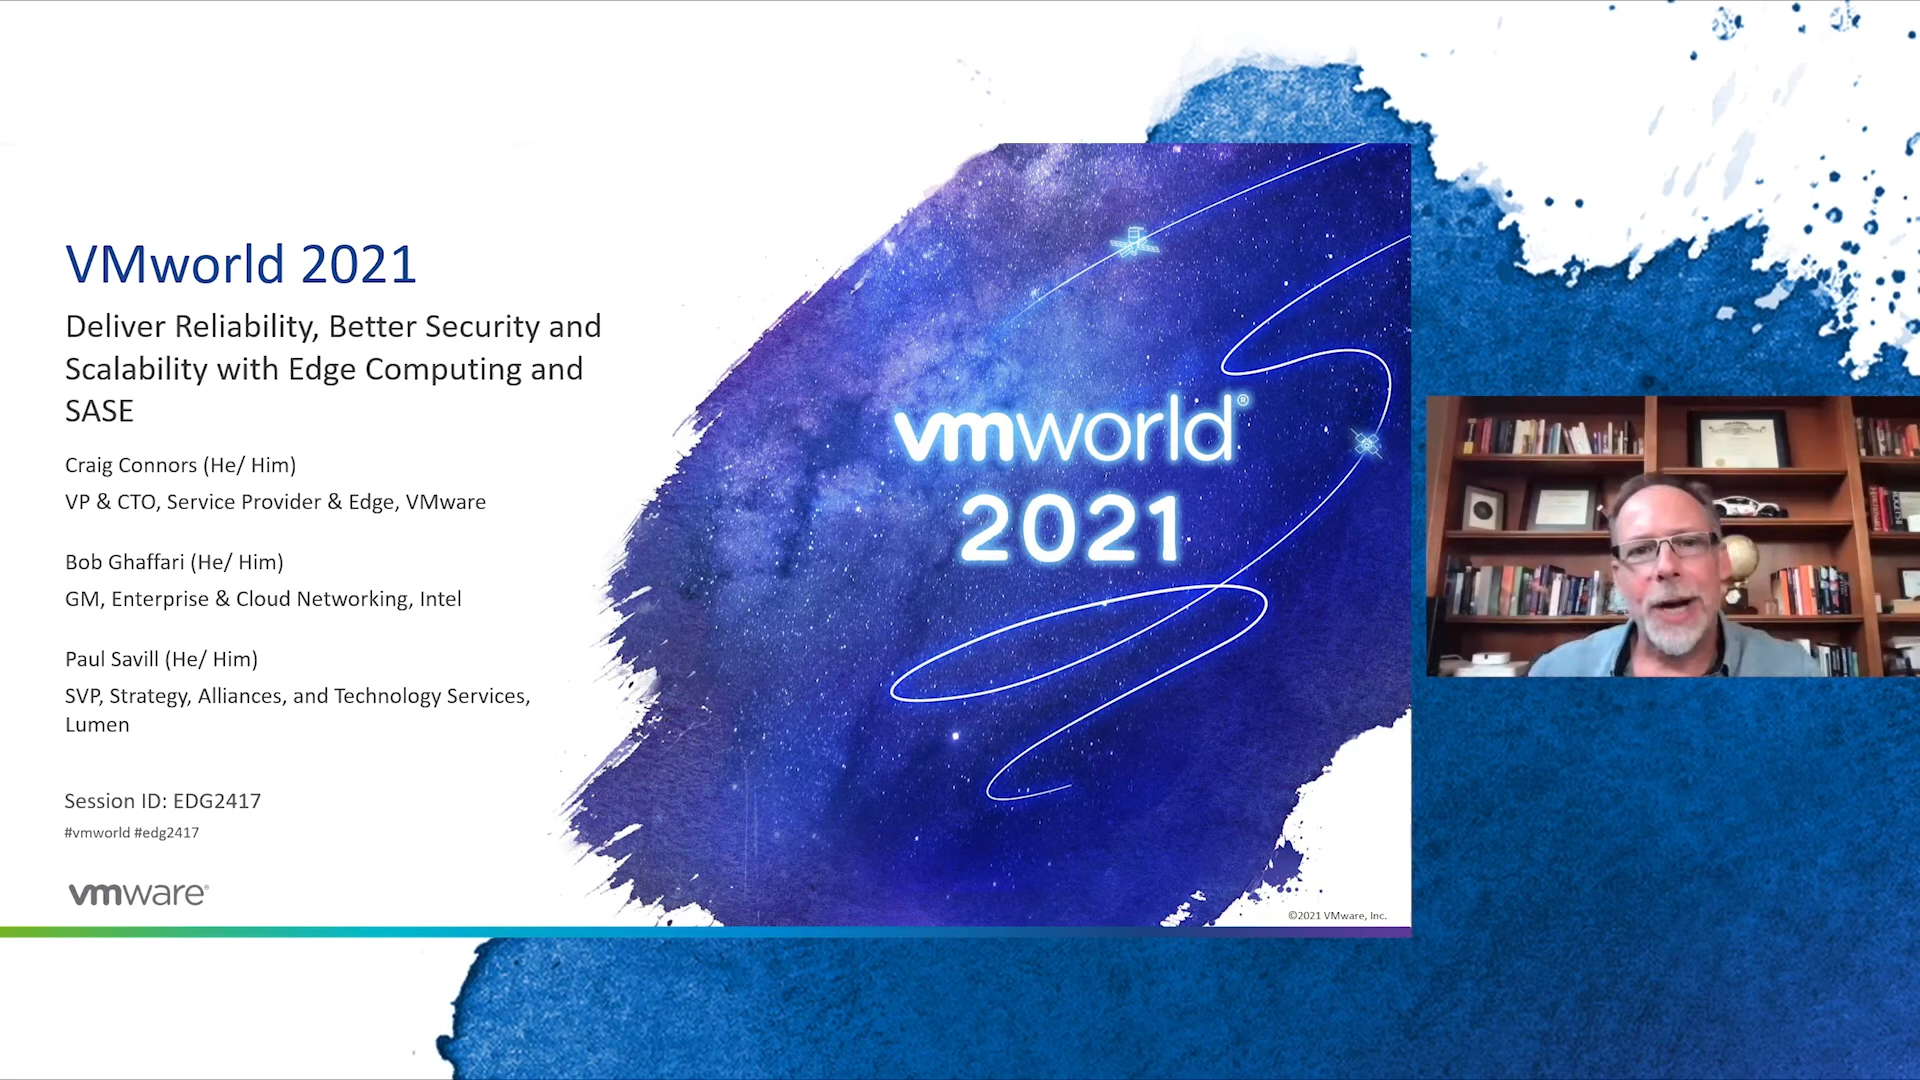 VMworld 2021
Deliver Reliability, Better Security and
Scalability with Edge Computing and
SASE
Craig Connors (He/ Him)
VP & CTO, Service Provider & Edge, VMware
Bob Ghaffari (He/ Him)
GM, Enterprise & Cloud Networking, Intel
Paul Savill (He/ Him)
SVP, Strategy, Alliances, and Technology Services,
Lumen
Session ID: EDG2417
#vmworld #edg2417
vmware®
vmworld®
2021
©2021 VMware, Inc.